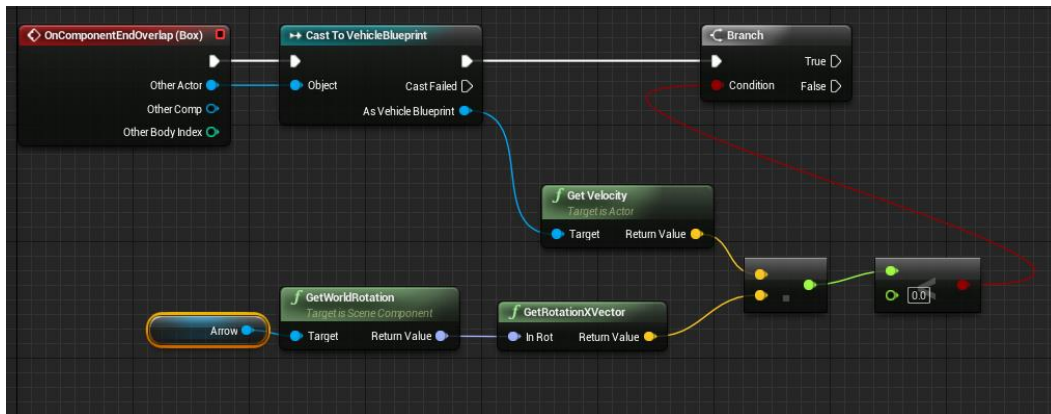 OnComponentEndOverlap (Box)
Other Actor
Other Comp
Other Body Index
Cast To VehicleBlueprint
Object
Cast Failed
As Vehicle Blueprint
Branch
Condition
True
False
f Get Velocity
Target is Actor
Target
Return Value
Arrow
f GetWorldRotation
Target is Scene Component
Target
Return Value
f GetRotationXVector
In Rot
Return Value
0.0